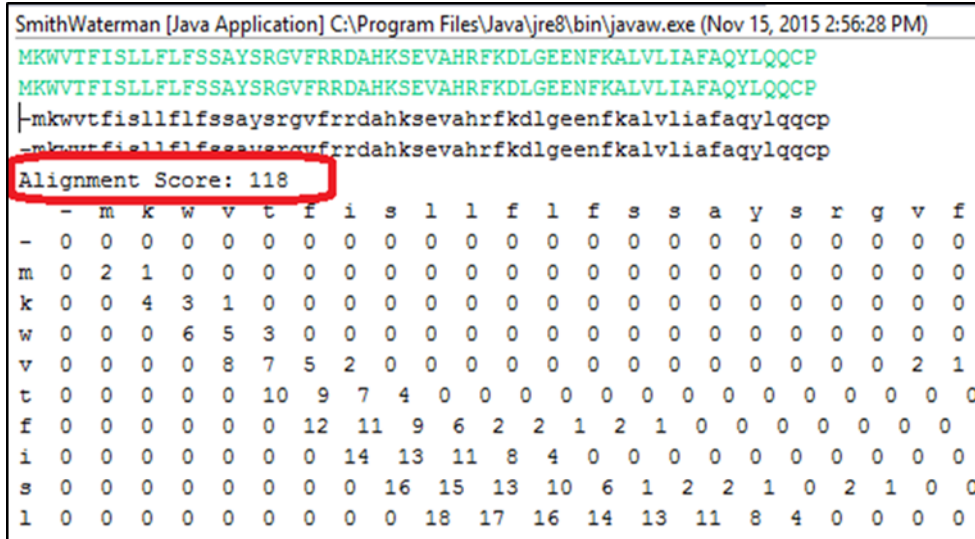 SmithWaterman [Java Application] C:\Program Files\Java\jre8\bin\javaw.exe (Nov 15, 2015 2:56:28 PM)
MKWVTFISLLFLFSSAYSRGVFRRDAHKSEVAHRFKDLGEENFKALVLIAFAQYLQQCP
MKWVTFISLLFLFSSAYSRGVFRRDAHKSEVAHRFKDLGEENFKALVLIAFAQYLQQCP
-mkwvtfisllflfssaysrgvfrrdahksevahrfkdlgeenfkalvliafaqylqqcp
-mkwvtfisllflfssaysrgvfrrdahksevahrfkdlgeenfkalvliafaqylqqcp
Alignment Score: 118
- m k w v t f i s l l f l f s s a y s r g v f
- 0 0 0 0 0 0 0 0 0 0 0 0 0 0 0 0 0 0 0 0 0 0 0
m 0 2 1 0 0 0 0 0 0 0 0 0 0 0 0 0 0 0 0 0 0 0 0
k 0 0 4 3 1 0 0 0 0 0 0 0 0 0 0 0 0 0 0 0 0 0 0
w 0 0 0 6 5 3 0 0 0 0 0 0 0 0 0 0 0 0 0 0 0 0 0
v 0 0 0 0 8 7 5 2 0 0 0 0 0 0 0 0 0 0 0 0 0 2 1
t 0 0 0 0 0 10 9 7 4 0 0 0 0 0 0 0 0 0 0 0 0 0 0
f 0 0 0 0 0 0 12 11 9 6 2 2 1 2 1 0 0 0 0 0 0 0
i 0 0 0 0 0 0 0 14 13 11 8 4 0 0 0 0 0 0 0 0 0 0
s 0 0 0 0 0 0 0 0 16 15 13 10 6 1 2 2 1 0 2 1 0 0
l 0 0 0 0 0 0 0 0 0 18 17 16 14 13 11 8 4 0 0 0 0